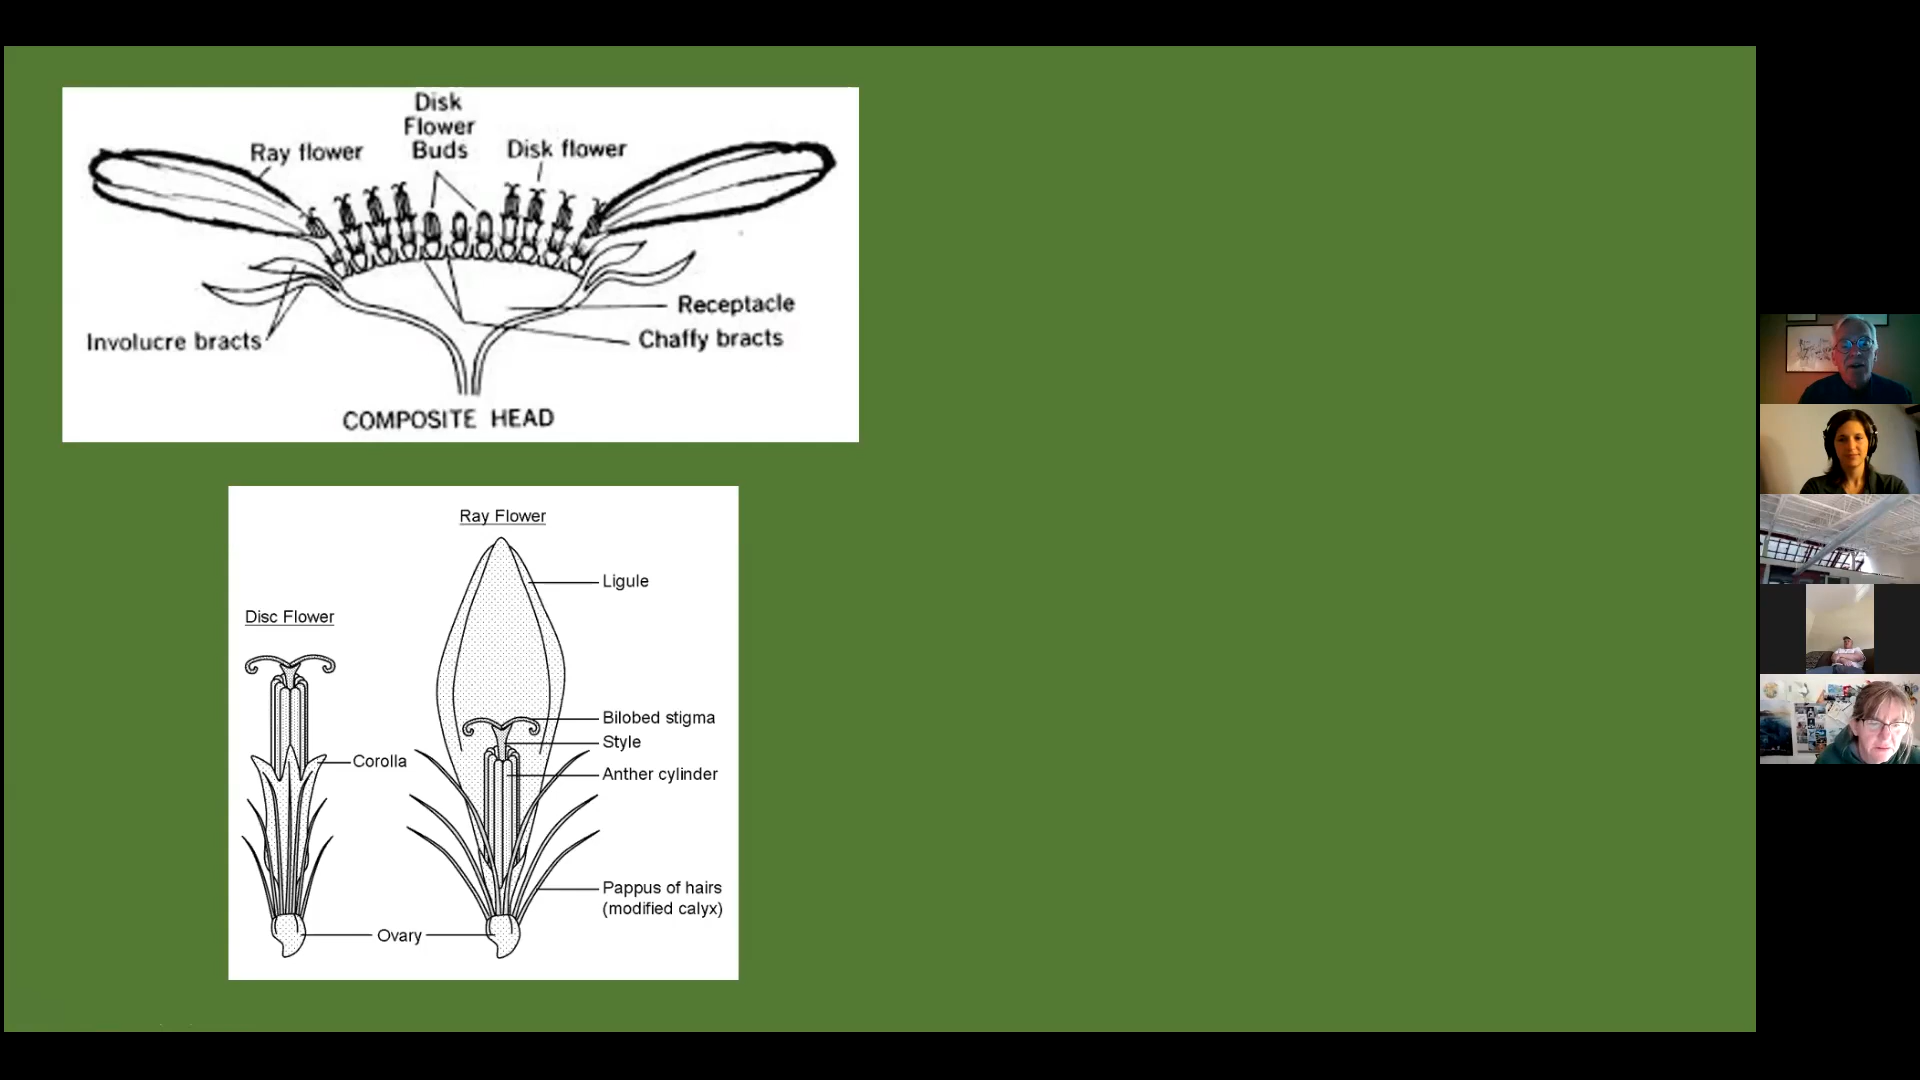 Disk
Flower
Buds
Ray flower
Disk flower
Receptacle
Involucre bracts
Chaffy bracts
COMPOSITE HEAD
Ray Flower
Ligule
Disc Flower
Bilobed stigma
Style
Corolla
Anther cylinder
Pappus of hairs
(modified calyx)
Ovary